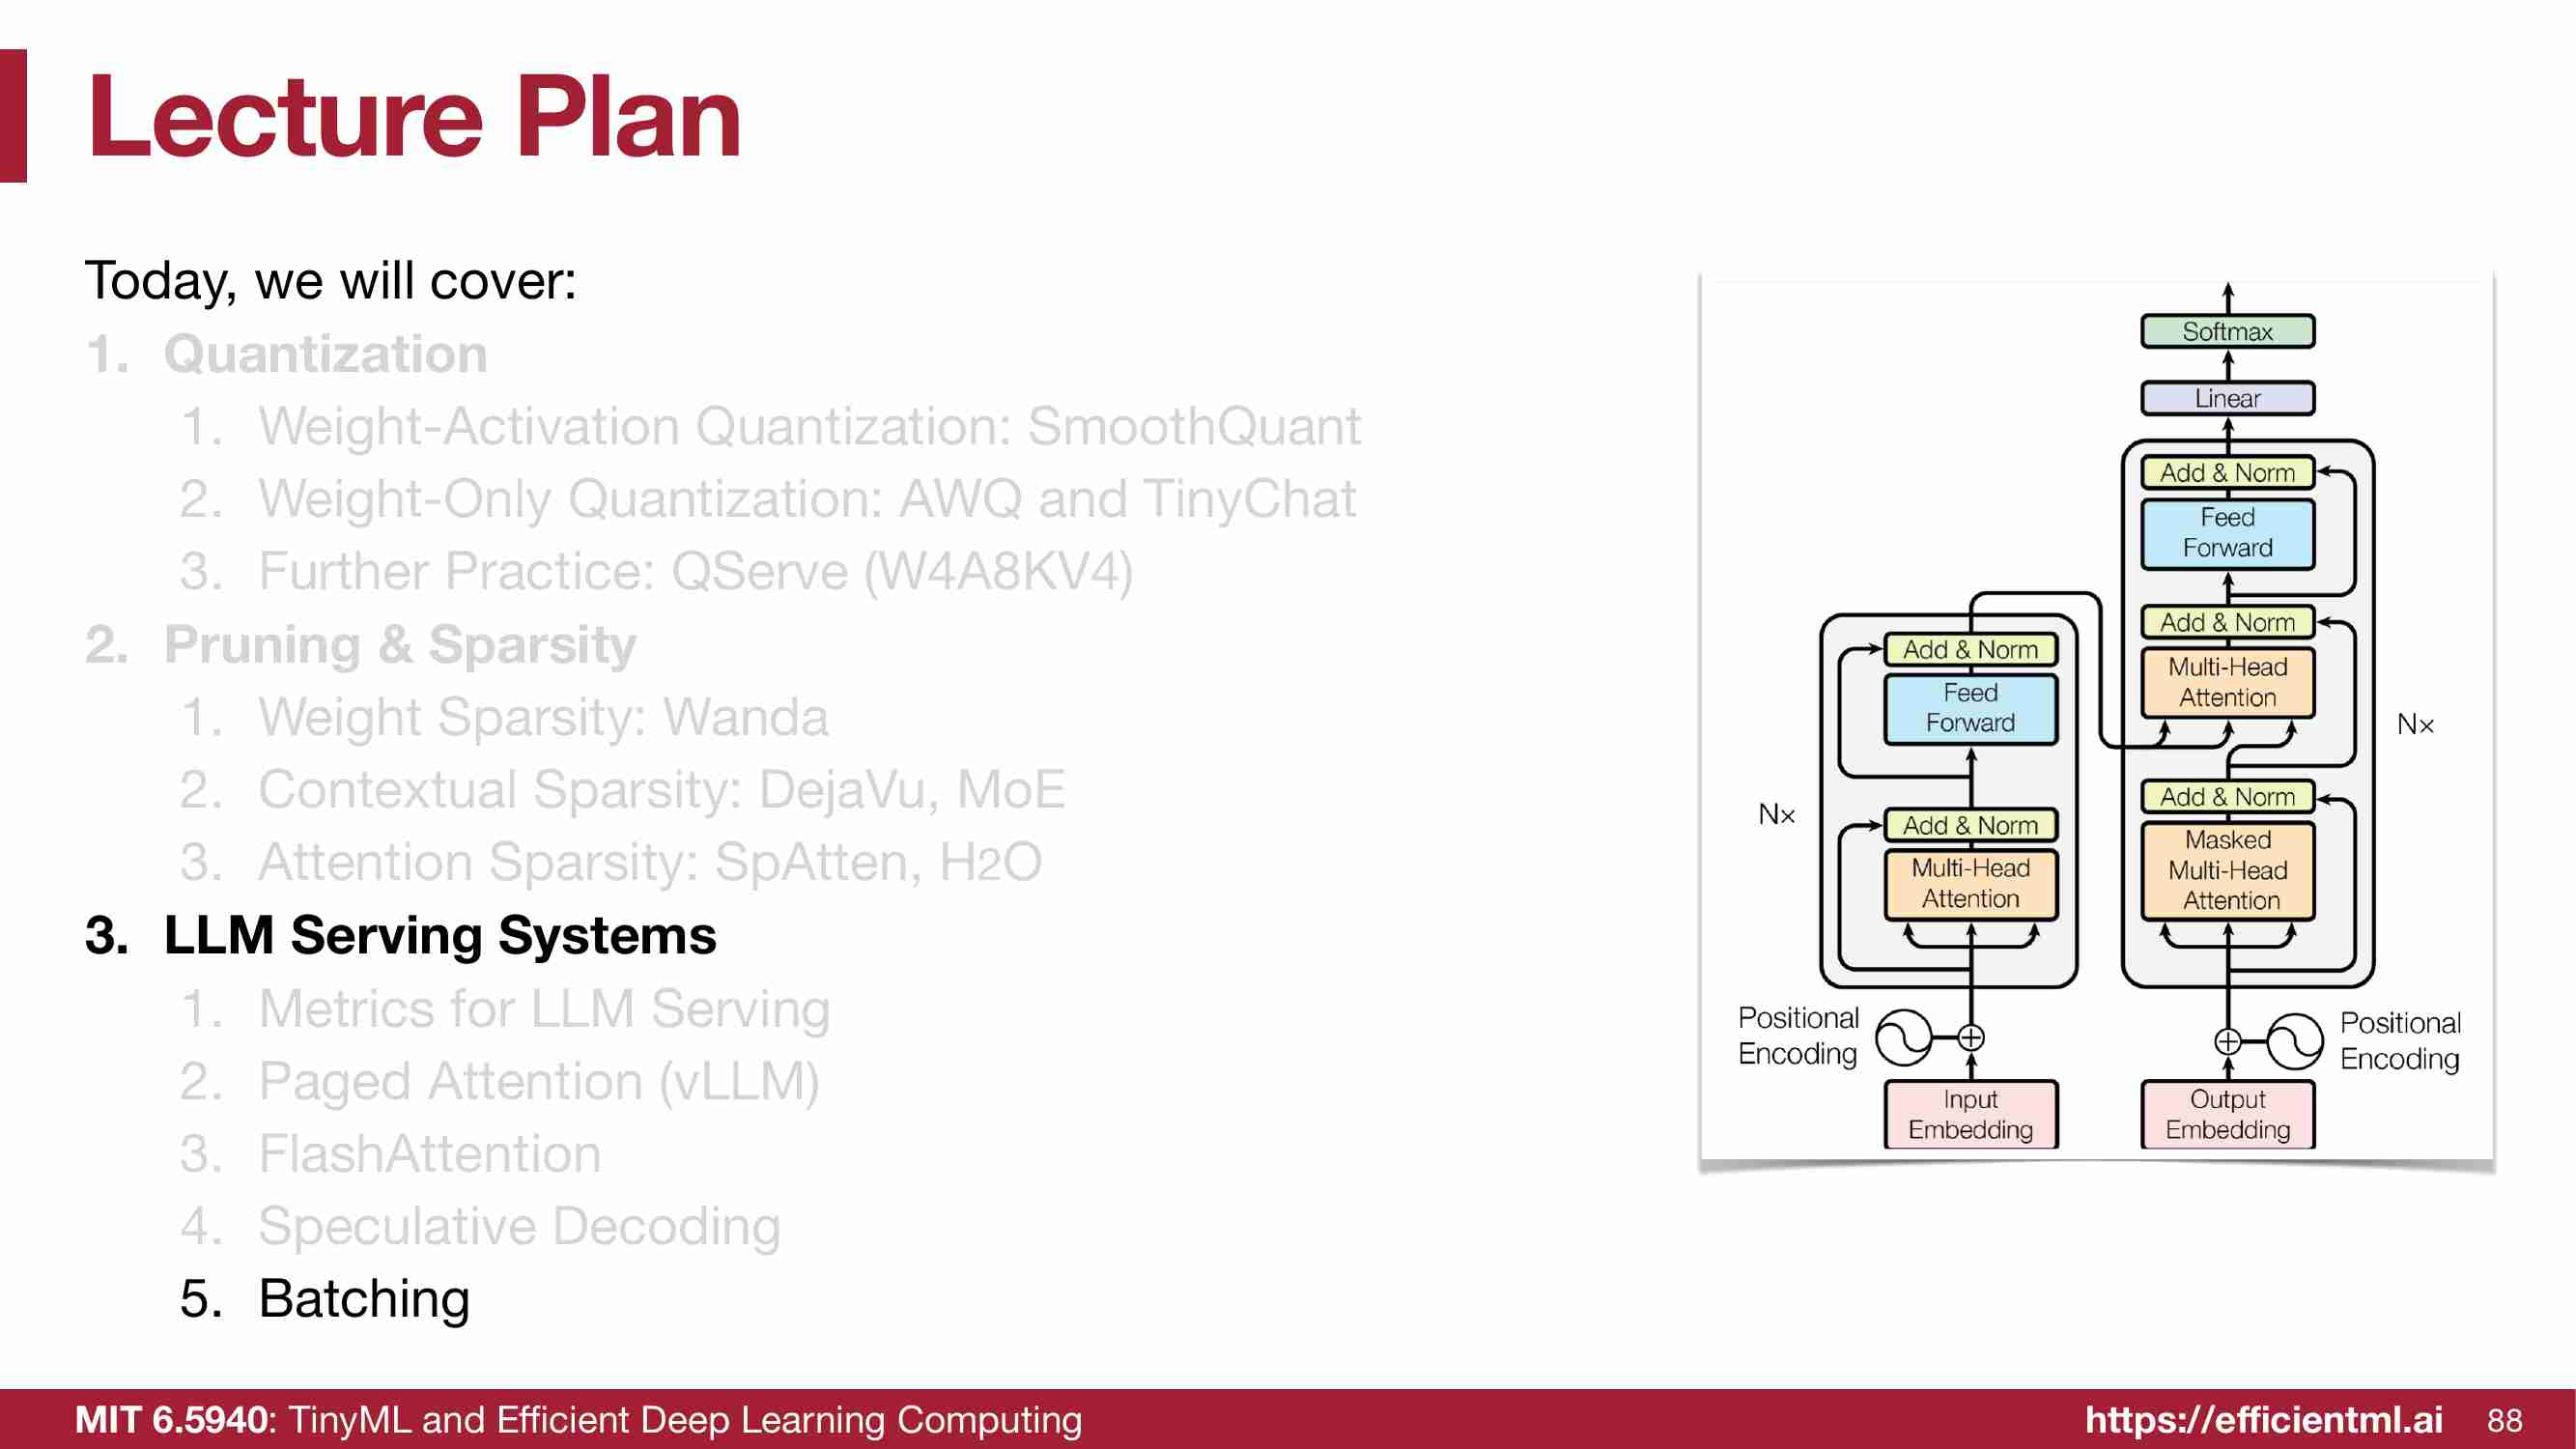 Lecture Plan
Today, we will cover:
1. Quantization
1. Weight-Activation Quantization: SmoothQuant
2. Weight-Only Quantization: AWQ and TinyChat
3. Further Practice: QServe (W4A8KV4)
2. Pruning & Sparsity
1. Weight Sparsity: Wanda
2. Contextual Sparsity: DejaVu, MoE
3. Attention Sparsity: SpAtten, H2O
3. LLM Serving Systems
1. Metrics for LLM Serving
2. Paged Attention (vLLM)
3. FlashAttention
4. Speculative Decoding
5. Batching
Softmax
Linear
Add & Norm
Feed
Forward
Add & Norm
Multi-Head
Attention
Nx
Add & Norm
Masked
Multi-Head
Attention
Positional
Encoding
Output
Embedding
Add & Norm
Feed
Forward
Nx
Add & Norm
Multi-Head
Attention
Positional
Encoding
Input
Embedding
MIT 6.5940: TinyML and Efficient Deep Learning Computing
https://efficientml.ai 88